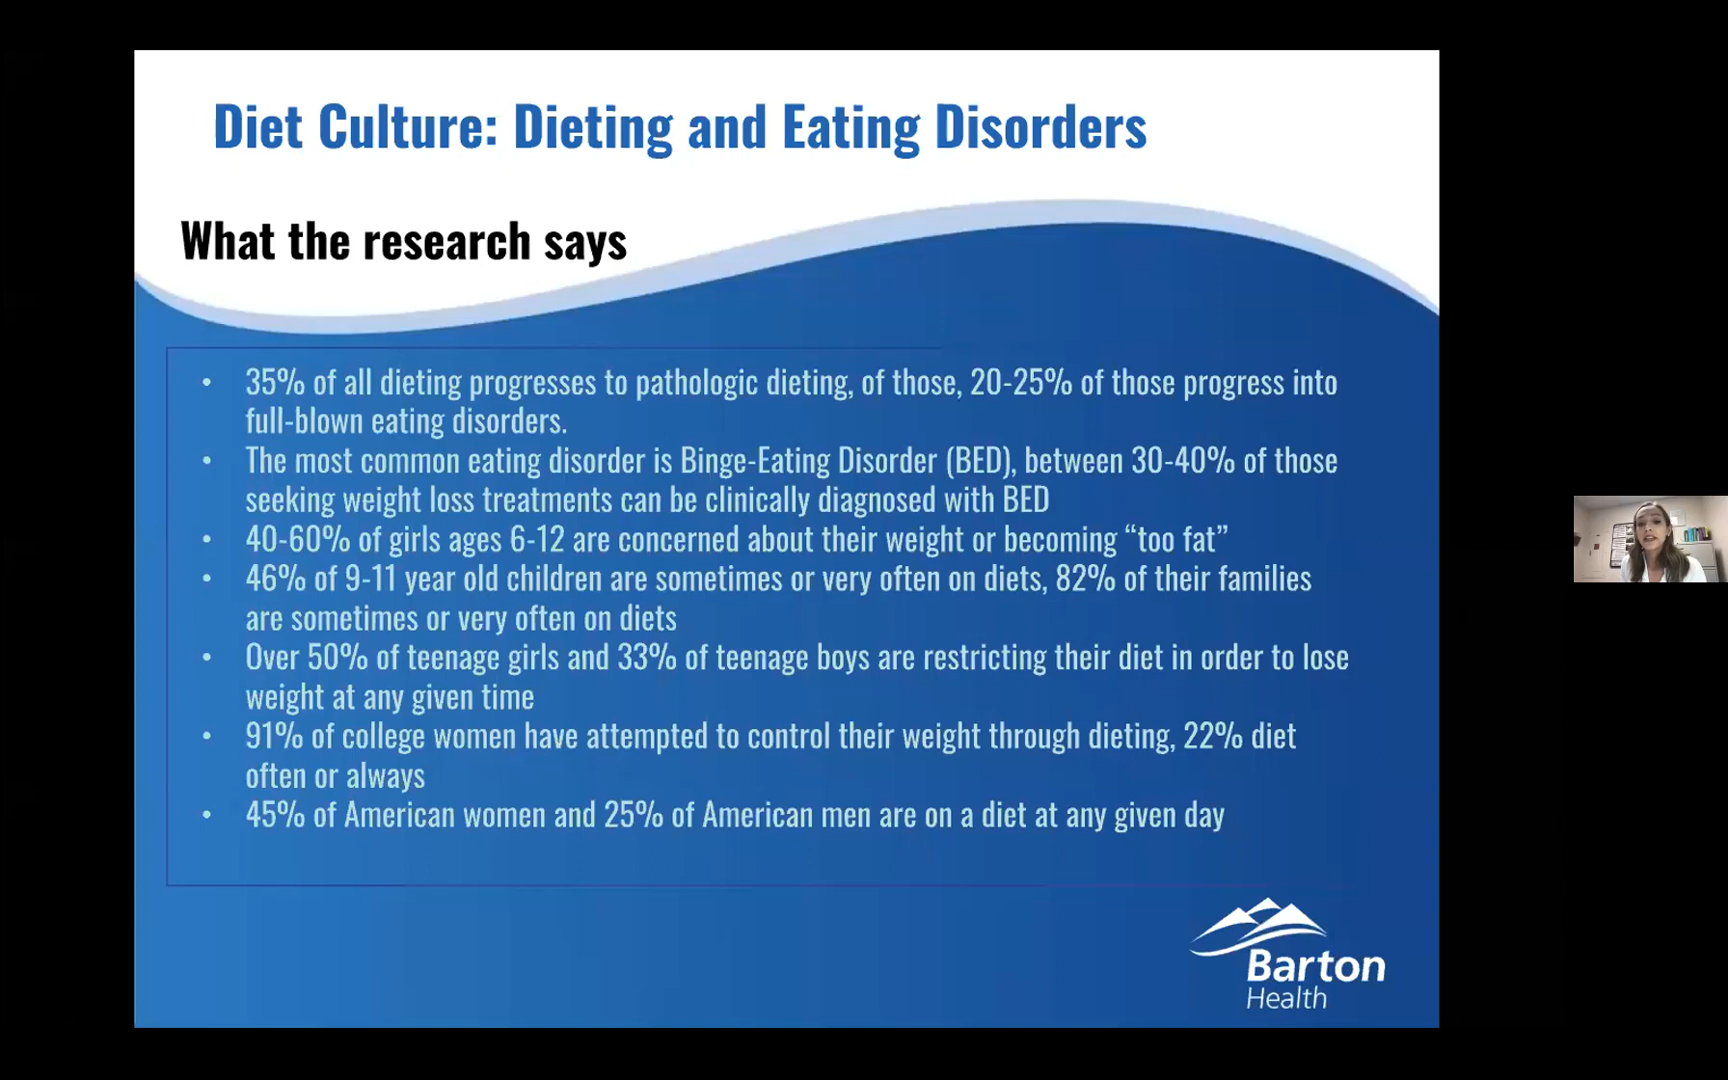 Diet Culture: Dieting and Eating Disorders
What the research says
• 35% of all dieting progresses to pathologic dieting, of those, 20-25% of those progress into
full-blown eating disorders.
• The most common eating disorder is Binge-Eating Disorder (BED), between 30-40% of those
seeking weight loss treatments can be clinically diagnosed with BED
• 40-60% of girls ages 6-12 are concerned about their weight or becoming “too fat”
• 46% of 9-11 year old children are sometimes or very often on diets, 82% of their families
are sometimes or very often on diets
• Over 50% of teenage girls and 33% of teenage boys are restricting their diet in order to lose
weight at any given time
• 91% of college women have attempted to control their weight through dieting, 22% diet
often or always
• 45% of American women and 25% of American men are on a diet at any given day
Barton
Health